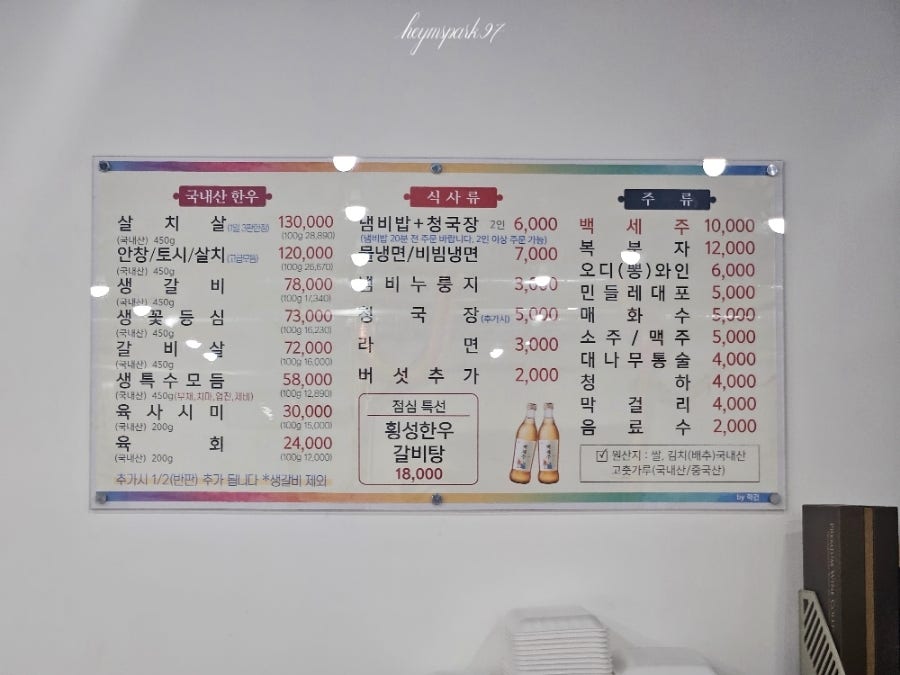 heymspark97
국내산 한우
살치살(1일 3판한정) 130,000
(국내산) 450g (100g 28,890)
안창/토시/살치(고급모듬) 120,000
(국내산) 450g (100g 26,670)
생갈비 78,000
(국내산) 450g (100g 17,340)
생꽃등심 73,000
(국내산) 450g (100g 16,230)
갈비살 72,000
(국내산) 450g (100g 16,000)
생특수모듬 58,000
(국내산) 450g(부채,치마,업진,제비) (100g 12,890)
육사시미 30,000
(국내산) 200g (100g 15,000)
육회 24,000
(국내산) 200g (100g 12,000)
추가시 1/2(반판) 추가 됩니다 *생갈비 제외
식사류
냄비밥+청국장 2인 6,000
(냄비밥 20분 전 주문 바랍니다. 2인 이상 주문 가능)
물냉면/비빔냉면 7,000
냄비누룽지 3,000
청국장(추가시) 5,000
라면 3,000
버섯추가 2,000
점심 특선
횡성한우
갈비탕
18,000
주류
백세주 10,000
복분자 12,000
오디(뽕)와인 6,000
민들레대포 5,000
매화수 5,000
소주/맥주 5,000
대나무통술 4,000
청하 4,000
막걸리 4,000
음료수 2,000
원산지 : 쌀, 김치(배추)국내산
고춧가루(국내산/중국산)
백세주 백세주